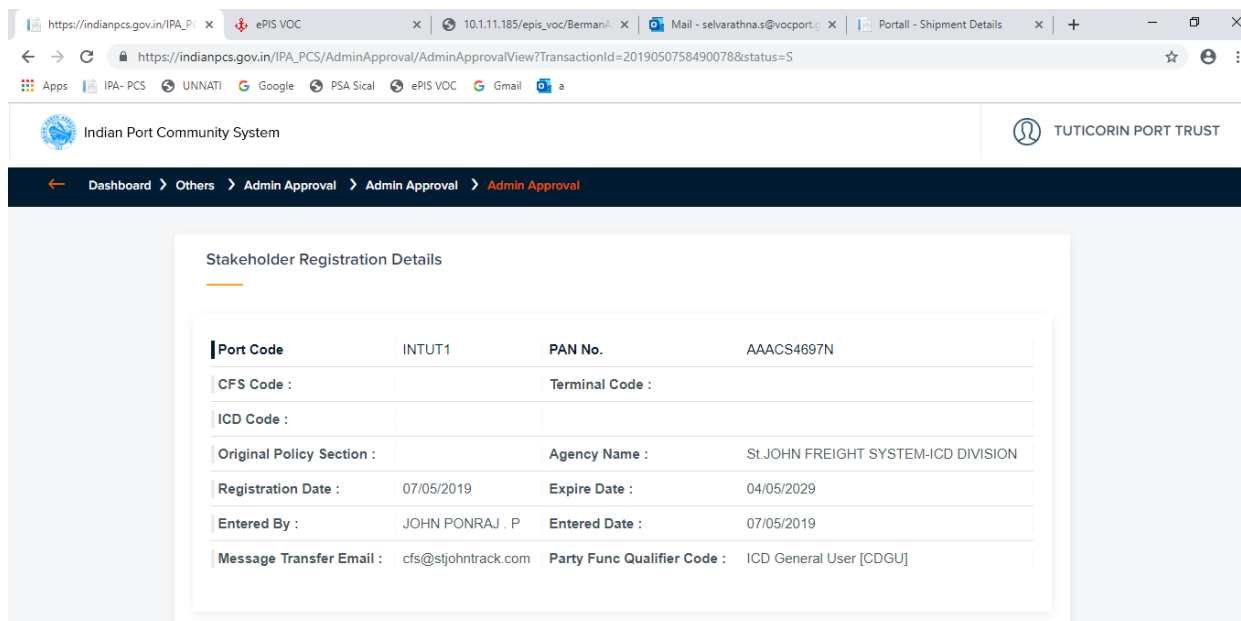 https://indianpcs.gov.in/IPA_PC
ePIS VOC
10.1.11.185/epis_voc/BermanA
Mail - selvarathna.s@vocport.g
Portall - Shipment Details
https://indianpcs.gov.in/IPA_PCS/AdminApproval/AdminApprovalView?TransactionId=2019050758490078&status=S
Apps IPA- PCS UNNATI Google PSA Sical ePIS VOC Gmail a
Indian Port Community System
TUTICORIN PORT TRUST
Dashboard Others Admin Approval Admin Approval Admin Approval
Stakeholder Registration Details
Port Code INTUT1 PAN No. AAACS4697N
CFS Code : Terminal Code :
ICD Code :
Original Policy Section : Agency Name : St.JOHN FREIGHT SYSTEM-ICD DIVISION
Registration Date : 07/05/2019 Expire Date : 04/05/2029
Entered By : JOHN PONRAJ . P Entered Date : 07/05/2019
Message Transfer Email : cfs@stjohntrack.com Party Func Qualifier Code : ICD General User [CDGU]